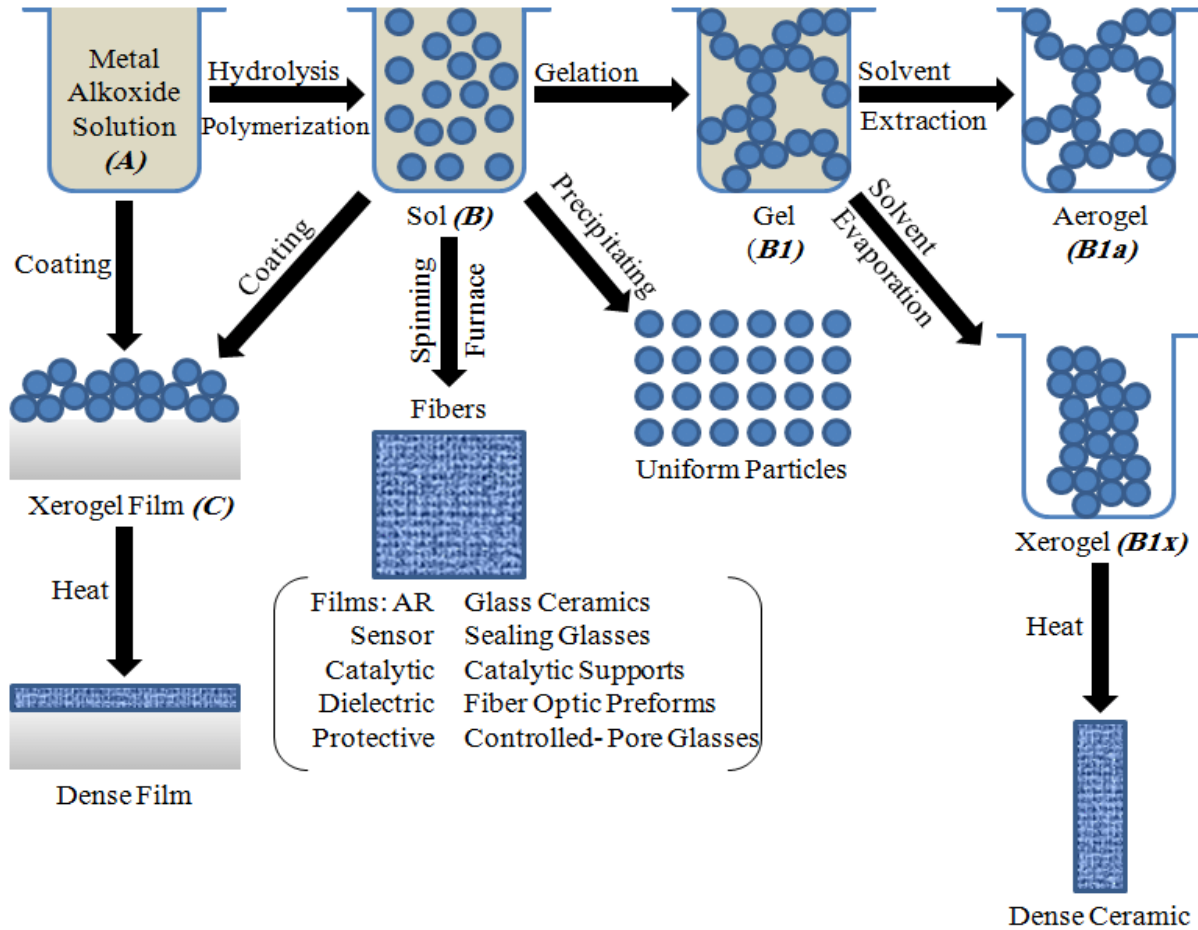 Metal
Alkoxide
Solution
(A)
Hydrolysis
Polymerization
Gelation
Solvent
Extraction
Sol (B)
Gel
(B1)
Aerogel
(B1a)
Coating
Coating
Spinning
Furnace
Precipitating
Solvent
Evaporation
Fibers
Uniform Particles
Xerogel Film (C)
Xerogel (B1x)
Heat
Films: AR Glass Ceramics
Sensor Sealing Glasses
Catalytic Catalytic Supports
Dielectric Fiber Optic Preforms
Protective Controlled- Pore Glasses
Heat
Dense Film
Dense Ceramic